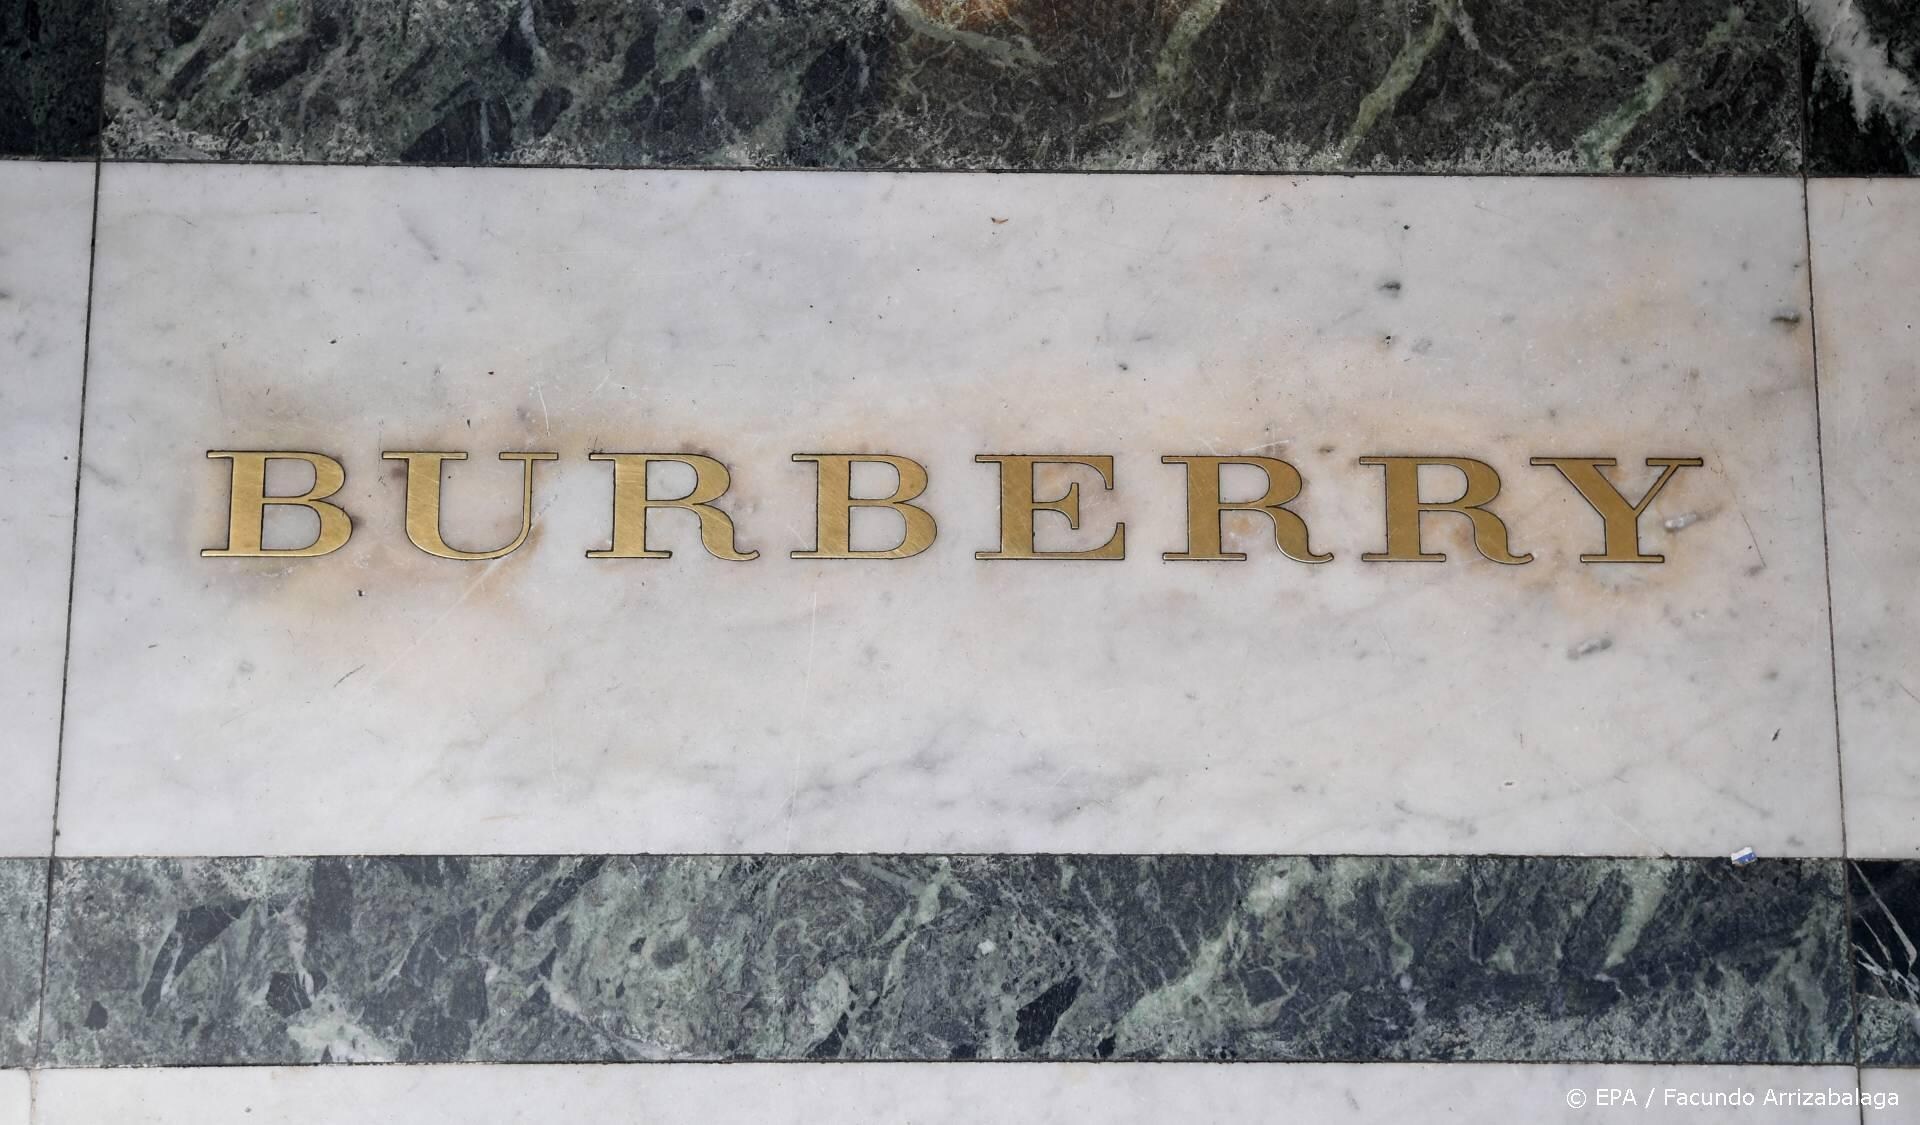 BURBERRY
© EPA / Facundo Arrizabalaga